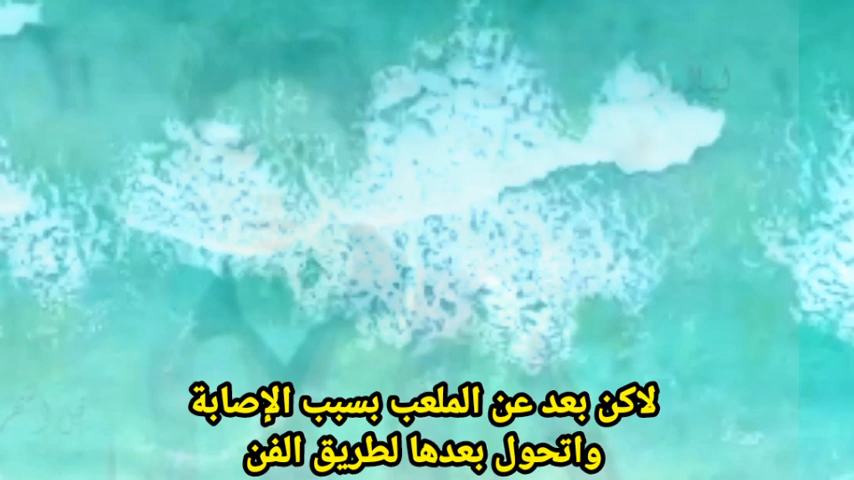 لاكن بعد عن الملعب بسبب الإصابة
واتحول بعدها لطريق الفن